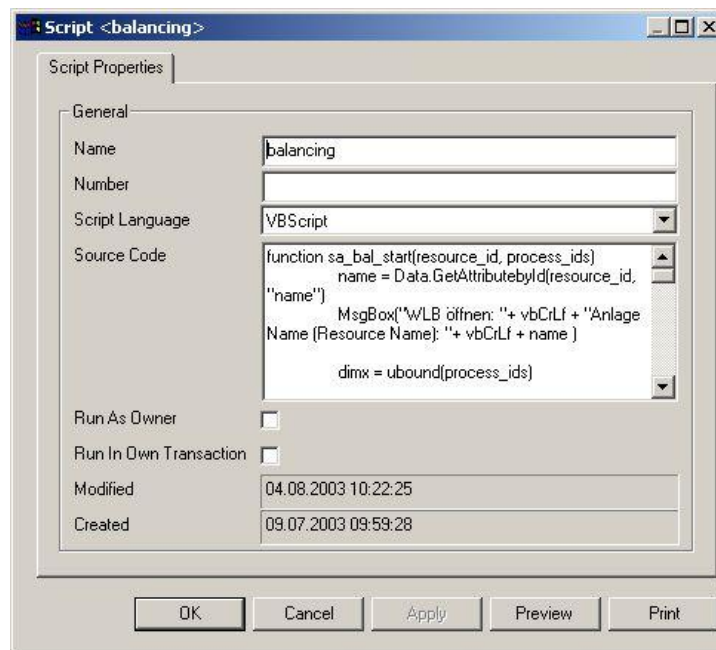 Script <balancing>
Script Properties
General
Name
balancing
Number
Script Language
VBScript
Source Code
function sa_bal_start(resource_id, process_ids)
name = Data.GetAttributebyId(resource_id,
"name")
MsgBox("WLB öffnen: "+ vbCrLf + "Anlage
Name (Resource Name): "+ vbCrLf + name )
dimx = ubound(process_ids)
Run As Owner
Run In Own Transaction
Modified
04.08.2003 10:22:25
Created
09.07.2003 09:59:28
OK
Cancel
Apply
Preview
Print